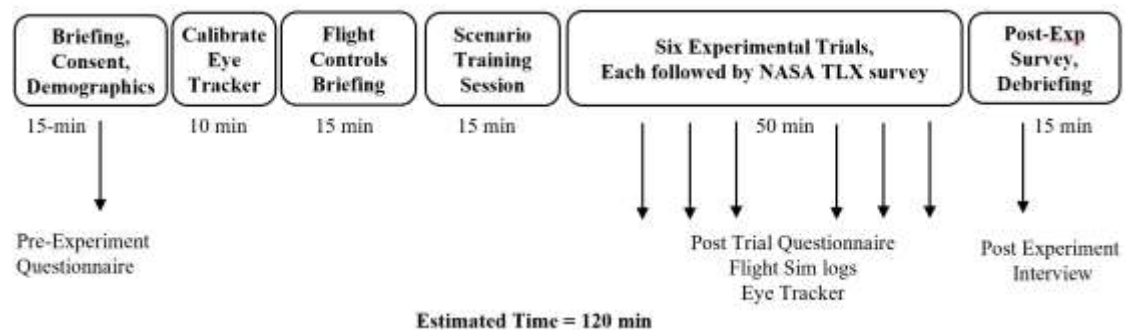 Briefing,
Consent,
Demographics
Calibrate
Eye
Tracker
Flight
Controls
Briefing
Scenario
Training
Session
Six Experimental Trials,
Each followed by NASA TLX survey
Post-Exp
Survey,
Debriefing
15-min
10 min
15 min
15 min
50 min
15 min
Pre-Experiment
Questionnaire
Post Trial Questionnaire
Flight Sim logs
Eye Tracker
Post Experiment
Interview
Estimated Time = 120 min